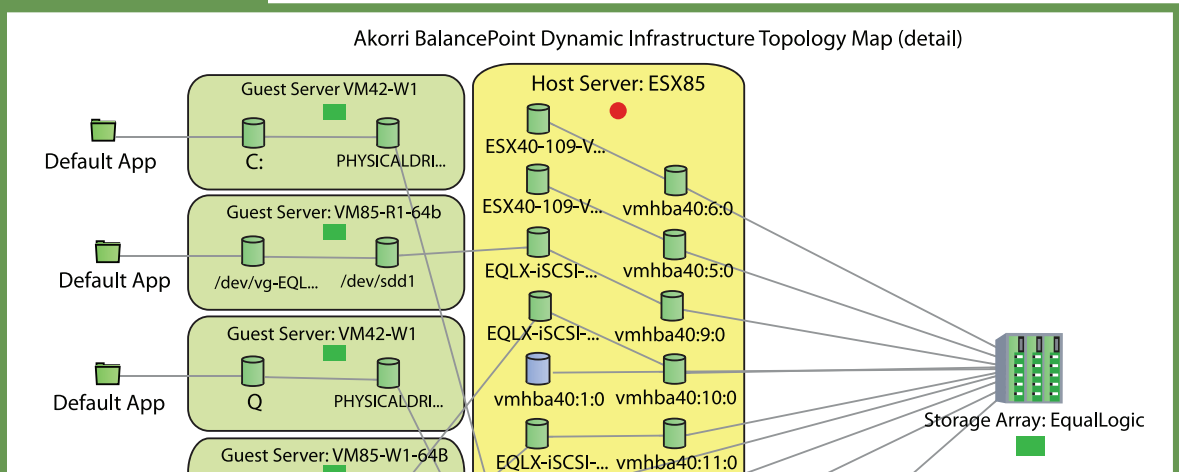 Akorri BalancePoint Dynamic Infrastructure Topology Map (detail)
Guest Server VM42-W1
Default App
C:
PHYSICALDRI...
Guest Server: VM85-R1-64b
Default App
/dev/vg-EQL...
/dev/sdd1
Guest Server: VM42-W1
Default App
Q
PHYSICALDRI...
Guest Server: VM85-W1-64B
Host Server: ESX85
ESX40-109-V...
ESX40-109-V...
vmhba40:6:0
EQLX-iSCSI-...
vmhba40:5:0
EQLX-iSCSI-...
vmhba40:9:0
vmhba40:1:0
vmhba40:10:0
EQLX-iSCSI-...
vmhba40:11:0
Storage Array: EqualLogic